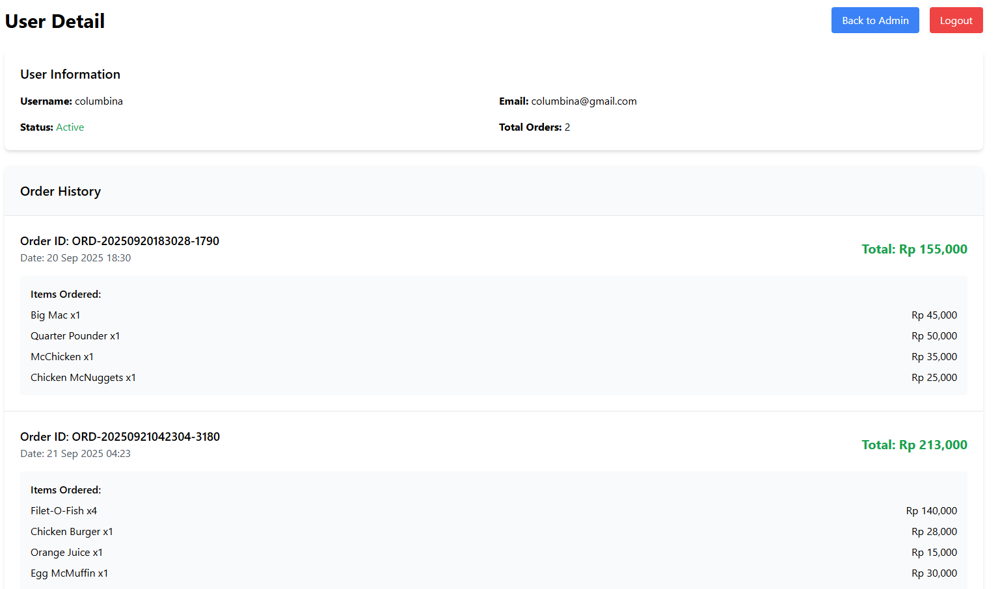 User Detail
Back to Admin
Logout
User Information
Username: columbina
Email: columbina@gmail.com
Status: Active
Total Orders: 2
Order History
Order ID: ORD-20250920183028-1790
Date: 20 Sep 2025 18:30
Total: Rp 155,000
Items Ordered:
Big Mac x1 Rp 45,000
Quarter Pounder x1 Rp 50,000
McChicken x1 Rp 35,000
Chicken McNuggets x1 Rp 25,000
Order ID: ORD-20250921042304-3180
Date: 21 Sep 2025 04:23
Total: Rp 213,000
Items Ordered:
Filet-O-Fish x4 Rp 140,000
Chicken Burger x1 Rp 28,000
Orange Juice x1 Rp 15,000
Egg McMuffin x1 Rp 30,000